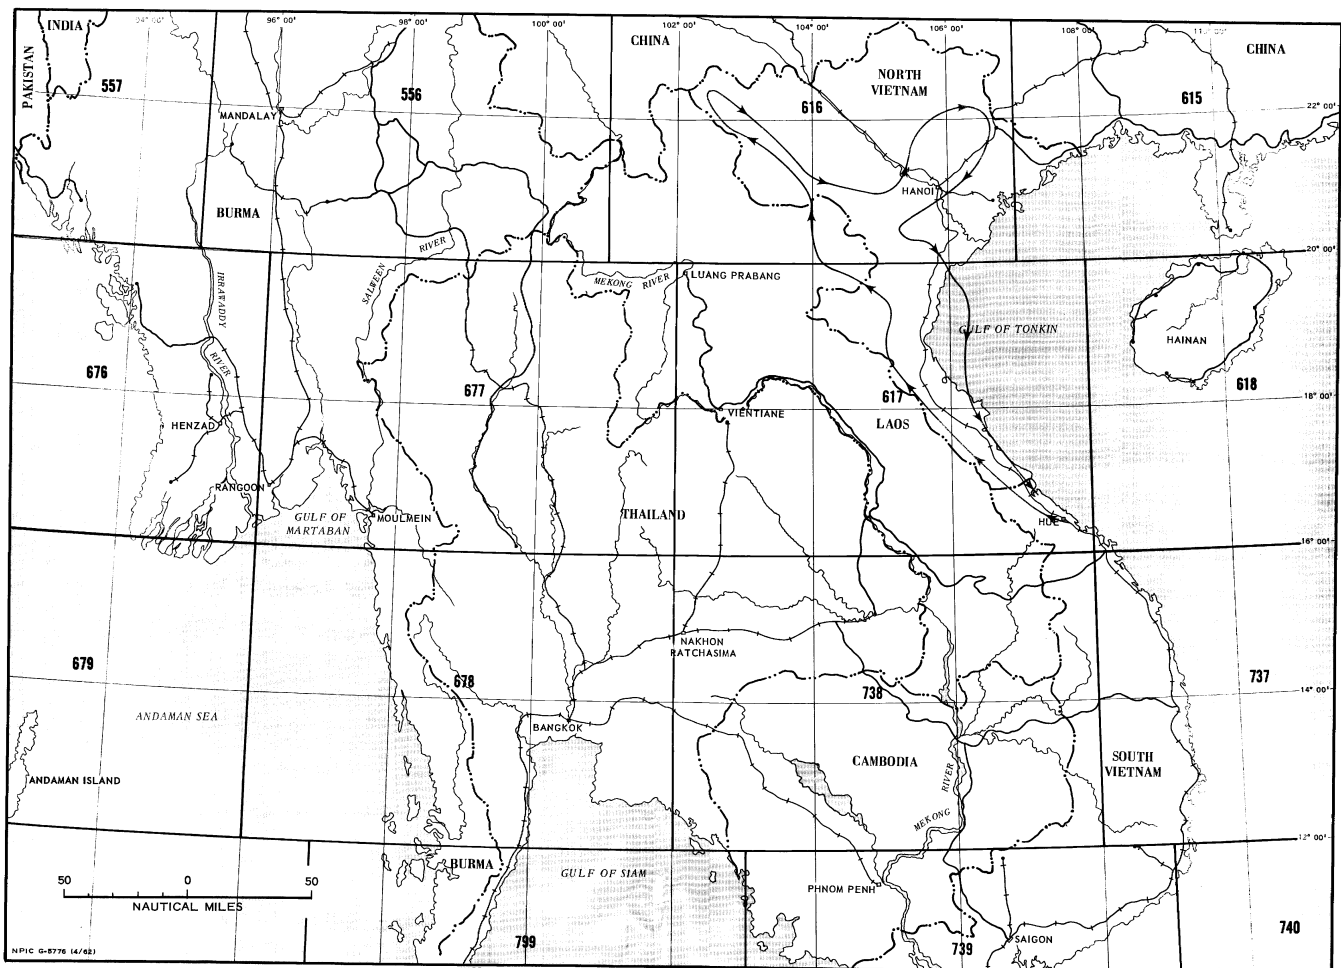 94° 00'
96° 00'
98° 00'
100° 00'
102° 00'
104° 00'
106° 00'
108° 00'
INDIA
PAKISTAN
557
556
CHINA
616
NORTH
VIETNAM
615
CHINA
22° 00'
MANDALAY
BURMA
HANOI
RIVER
SALWEEN
MEKONG RIVER
LUANG PRABANG
20° 00'
IRRAWADDY
RIVER
GULF OF TONKIN
HAINAN
676
677
617
618
18° 00'
LAOS
VIENTIANE
HENZAD
RANGOON
GULF OF
MARTABAN
MOULMEIN
THAILAND
HUE
16° 00'
679
678
NAKHON
RATCHASIMA
738
737
14° 00'
ANDAMAN SEA
BANGKOK
ANDAMAN ISLAND
CAMBODIA
RIVER
MEKONG
SOUTH
VIETNAM
12° 00'
BURMA
GULF OF SIAM
PHNOM PENH
50 0 50
NAUTICAL MILES
799
739
SAIGON
740
NPIC G-5776 (4/62)